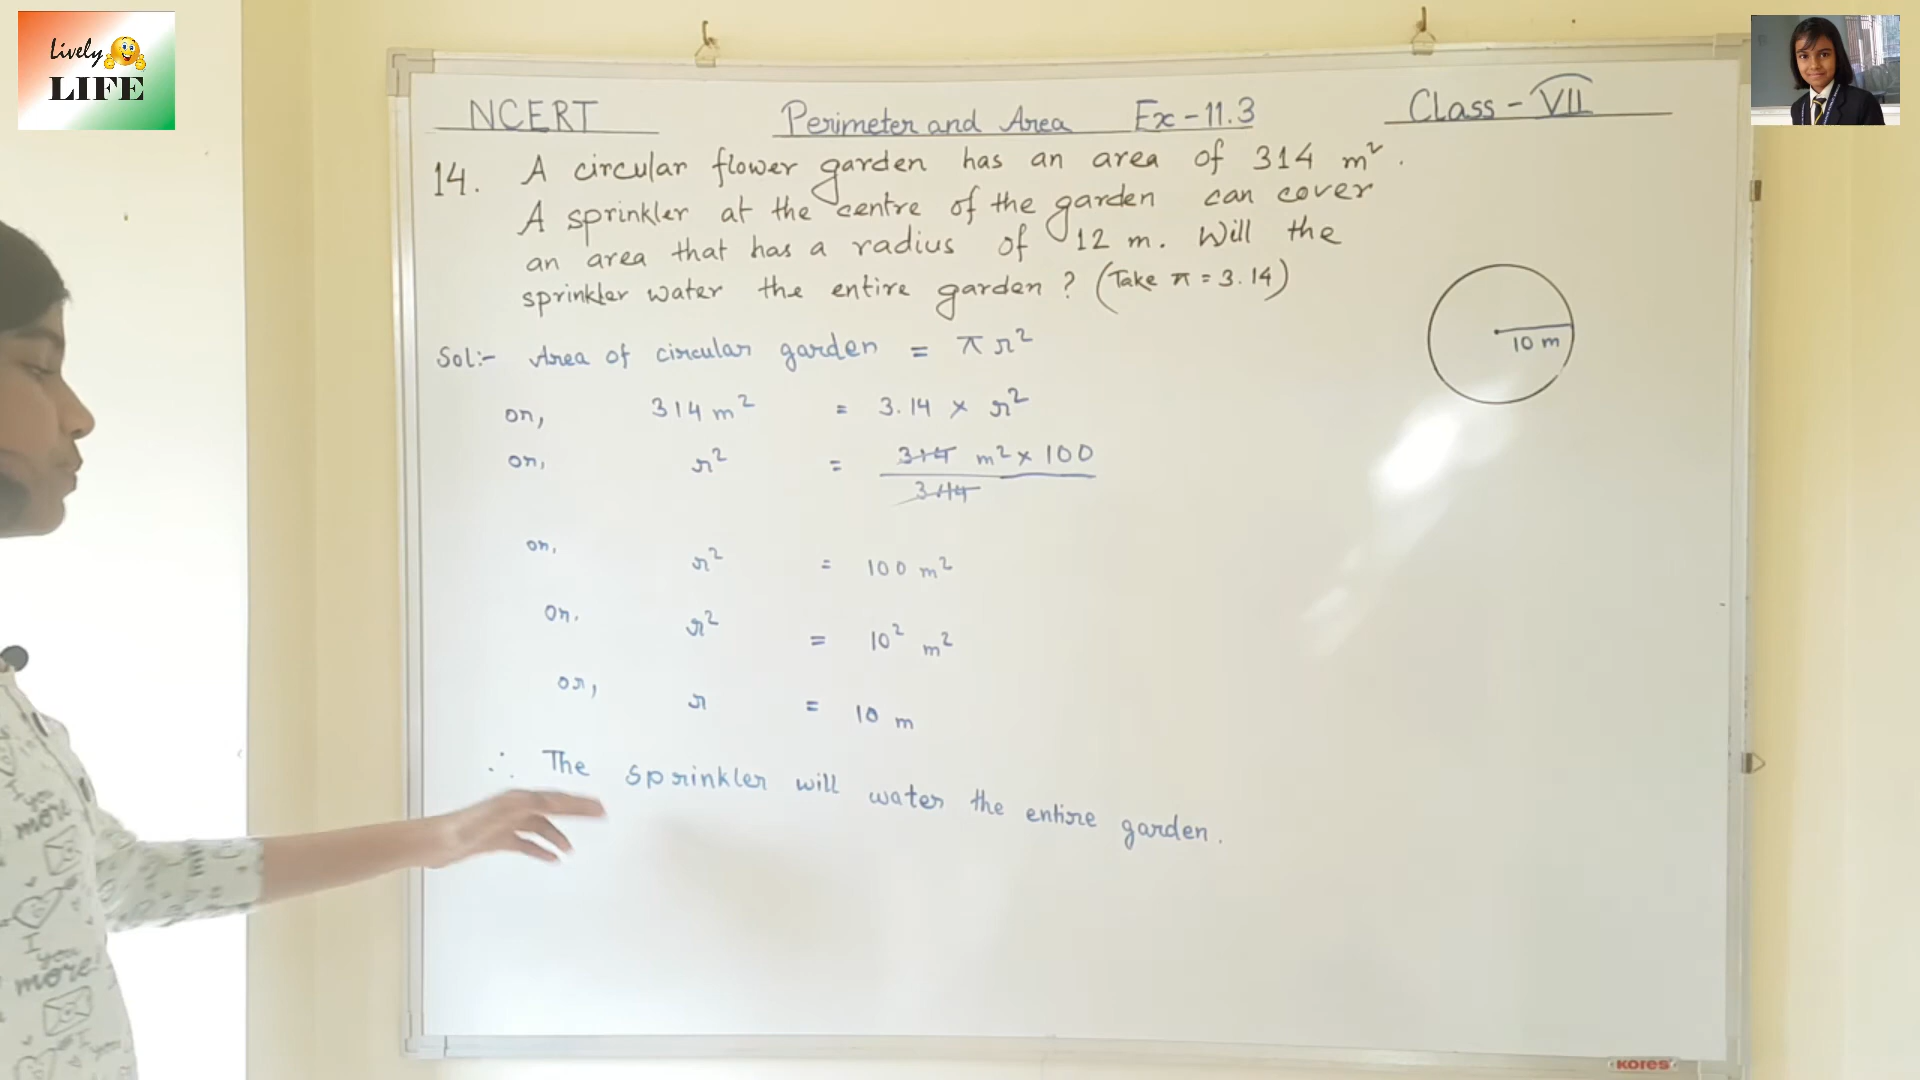 Lively
LIFE
NCERT Perimeter and Area Ex-11.3 Class - VII
14. A circular flower garden has an area of 314 m².
A sprinkler at the centre of the garden can cover
an area that has a radius of 12 m. Will the
sprinkler water the entire garden? (Take π = 3.14)
10 m
Sol:- Area of circular garden = πr²
or, 314 m² = 3.14 × r²
or, r² = 314 m² × 100
314
or, r² = 100 m²
or, r² = 10² m²
or, r = 10 m
∴ The sprinkler will water the entire garden.
KORES